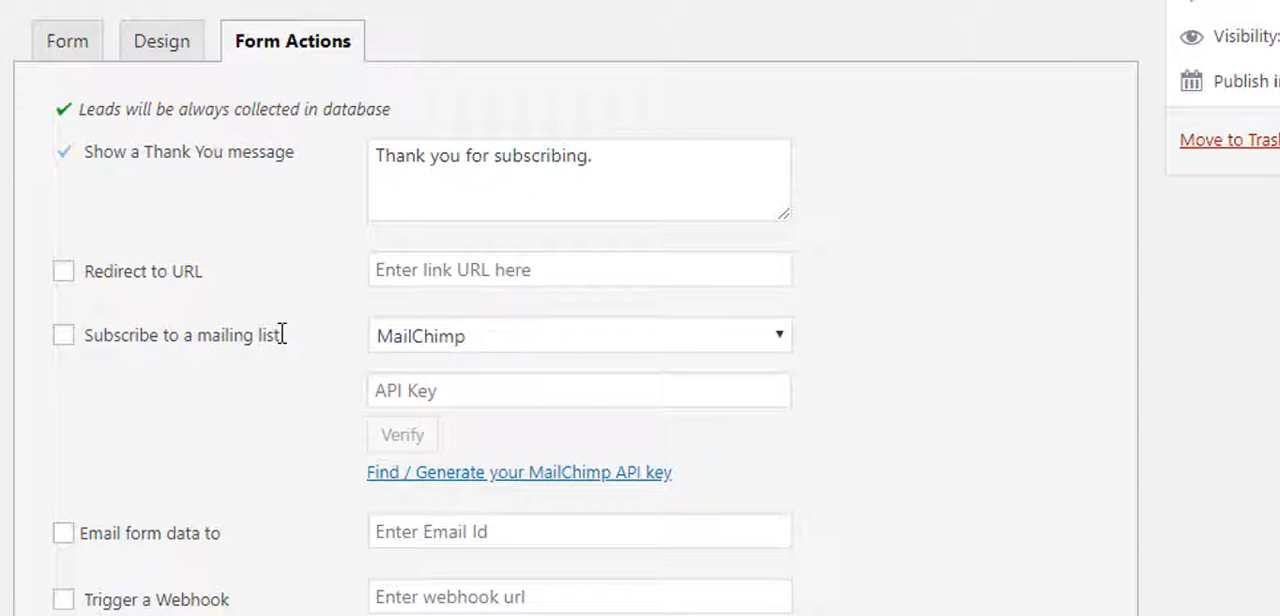 Form
Design
Form Actions
Visibility:
Publish i
Move to Tras
Leads will be always collected in database
Show a Thank You message
Thank you for subscribing.
Redirect to URL
Enter link URL here
Subscribe to a mailing list
MailChimp
API Key
Verify
Find / Generate your MailChimp API key
Email form data to
Enter Email Id
Trigger a Webhook
Enter webhook url